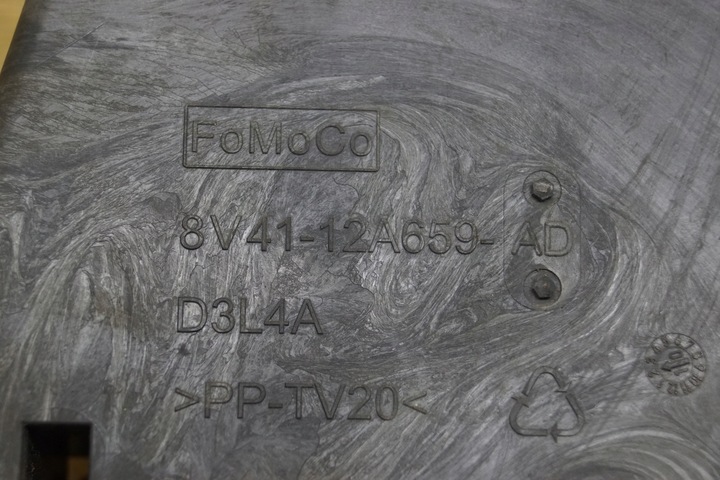 FoMoCo
8V41-12A659-AD
D3L4A
>PP-TV20<